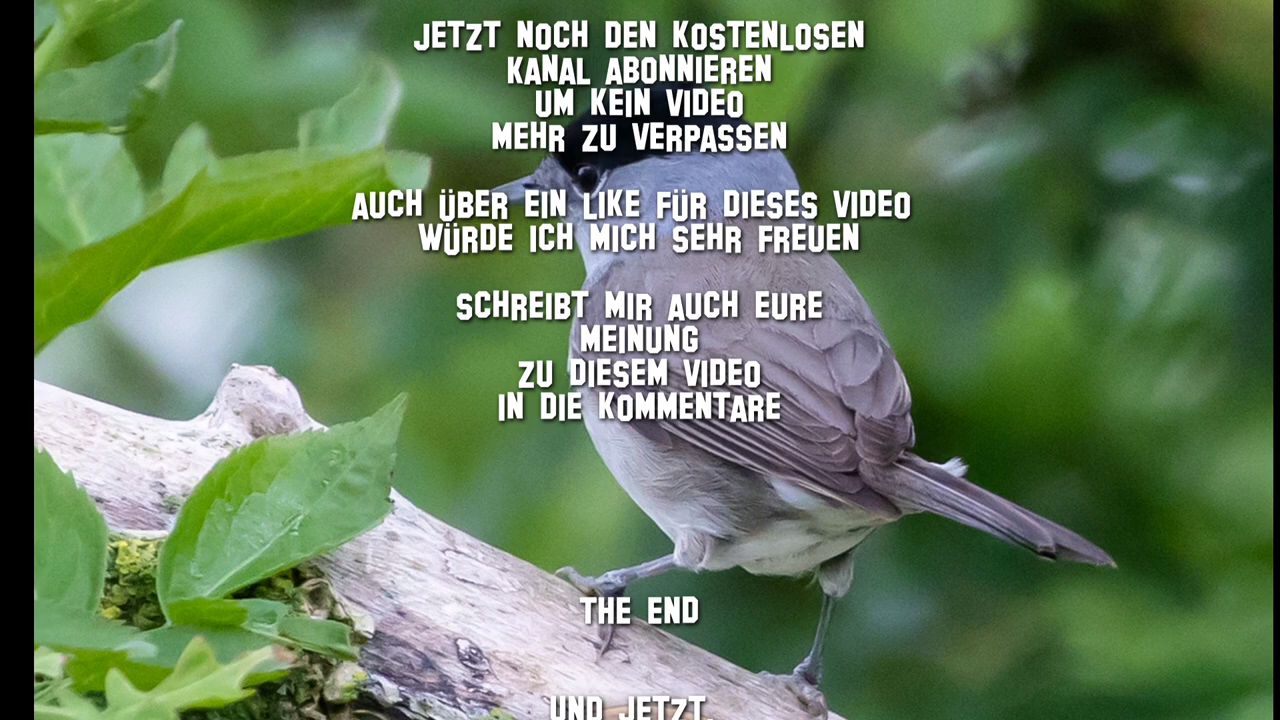 JETZT NOCH DEN KOSTENLOSEN
KANAL ABONNIEREN
UM KEIN VIDEO
MEHR ZU VERPASSEN
AUCH ÜBER EIN LIKE FÜR DIESES VIDEO
WÜRDE ICH MICH SEHR FREUEN
SCHREIBT MIR AUCH EURE
MEINUNG
ZU DIESEM VIDEO
IN DIE KOMMENTARE
THE END
UND JETZT.